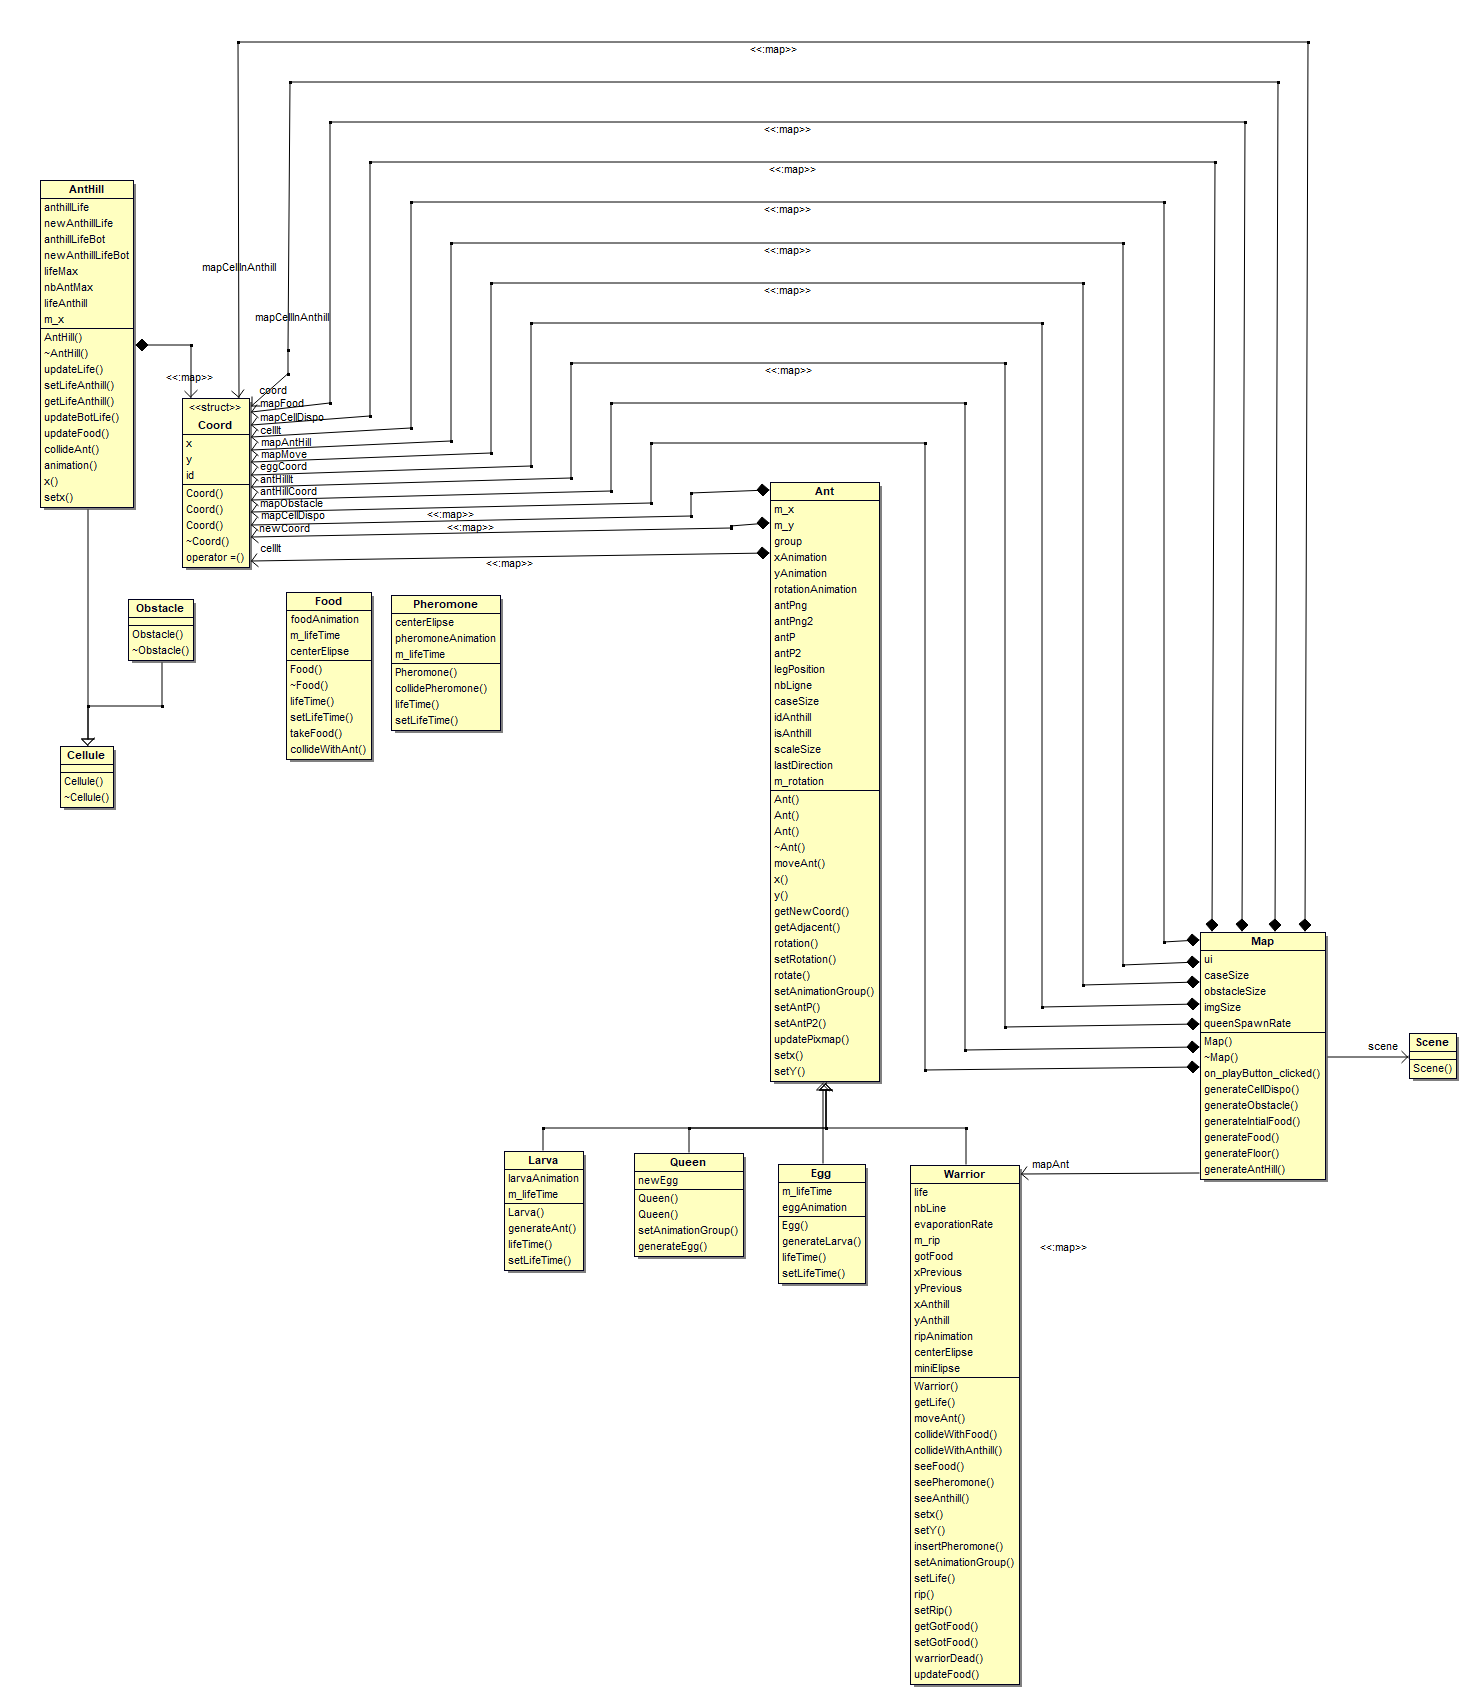 <<:map>>
<<:map>>
<<:map>>
<<:map>>
<<:map>>
<<:map>>
<<:map>>
AntHill
anthillLife
newAnthillLife
anthillLifeBot
newAnthillLifeBot
lifeMax
nbAntMax
lifeAnthill
m_x
AntHill()
~AntHill()
updateLife()
setLifeAnthill()
getLifeAnthill()
updateBotLife()
updateFood()
collideAnt()
animation()
x()
setx()
mapCellInAnthill
mapCellInAnthill
<<:map>>
coord
mapFood
mapCellDispo
cellIt
mapAntHill
mapMove
eggCoord
antHillIt
antHillCoord
mapObstacle
mapCellDispo
newCoord
cellIt
<<:map>>
<<:map>>
<<:map>>
<<struct>>
Coord
x
y
id
Coord()
Coord()
Coord()
~Coord()
operator =()
Obstacle
Obstacle()
~Obstacle()
Food
foodAnimation
m_lifeTime
centerElipse
Food()
~Food()
lifeTime()
setLifeTime()
takeFood()
collideWithAnt()
Pheromone
centerElipse
pheromoneAnimation
m_lifeTime
Pheromone()
collidePheromone()
lifeTime()
setLifeTime()
Cellule
Cellule()
~Cellule()
Ant
m_x
m_y
group
xAnimation
yAnimation
rotationAnimation
antPng
antPng2
antP
antP2
legPosition
nbLigne
caseSize
idAnthill
isAnthill
scaleSize
lastDirection
m_rotation
Ant()
Ant()
Ant()
~Ant()
moveAnt()
x()
y()
getNewCoord()
getAdjacent()
rotation()
setRotation()
rotate()
setAnimationGroup()
setAntP()
setAntP2()
updatePixmap()
setx()
setY()
Map
ui
caseSize
obstacleSize
imgSize
queenSpawnRate
Map()
~Map()
on_playButton_clicked()
generateCellDispo()
generateObstacle()
generateIntialFood()
generateFood()
generateFloor()
generateAntHill()
scene
Scene
Scene()
Larva
larvaAnimation
m_lifeTime
Larva()
generateAnt()
lifeTime()
setLifeTime()
Queen
newEgg
Queen()
Queen()
setAnimationGroup()
generateEgg()
Egg
m_lifeTime
eggAnimation
Egg()
generateLarva()
lifeTime()
setLifeTime()
mapAnt
<<:map>>
Warrior
life
nbLine
evaporationRate
m_rip
gotFood
xPrevious
yPrevious
xAnthill
yAnthill
ripAnimation
centerElipse
miniElipse
Warrior()
getLife()
moveAnt()
collideWithFood()
collideWithAnthill()
seeFood()
seePheromone()
seeAnthill()
setx()
setY()
insertPheromone()
setAnimationGroup()
setLife()
rip()
setRip()
getGotFood()
setGotFood()
warriorDead()
updateFood()